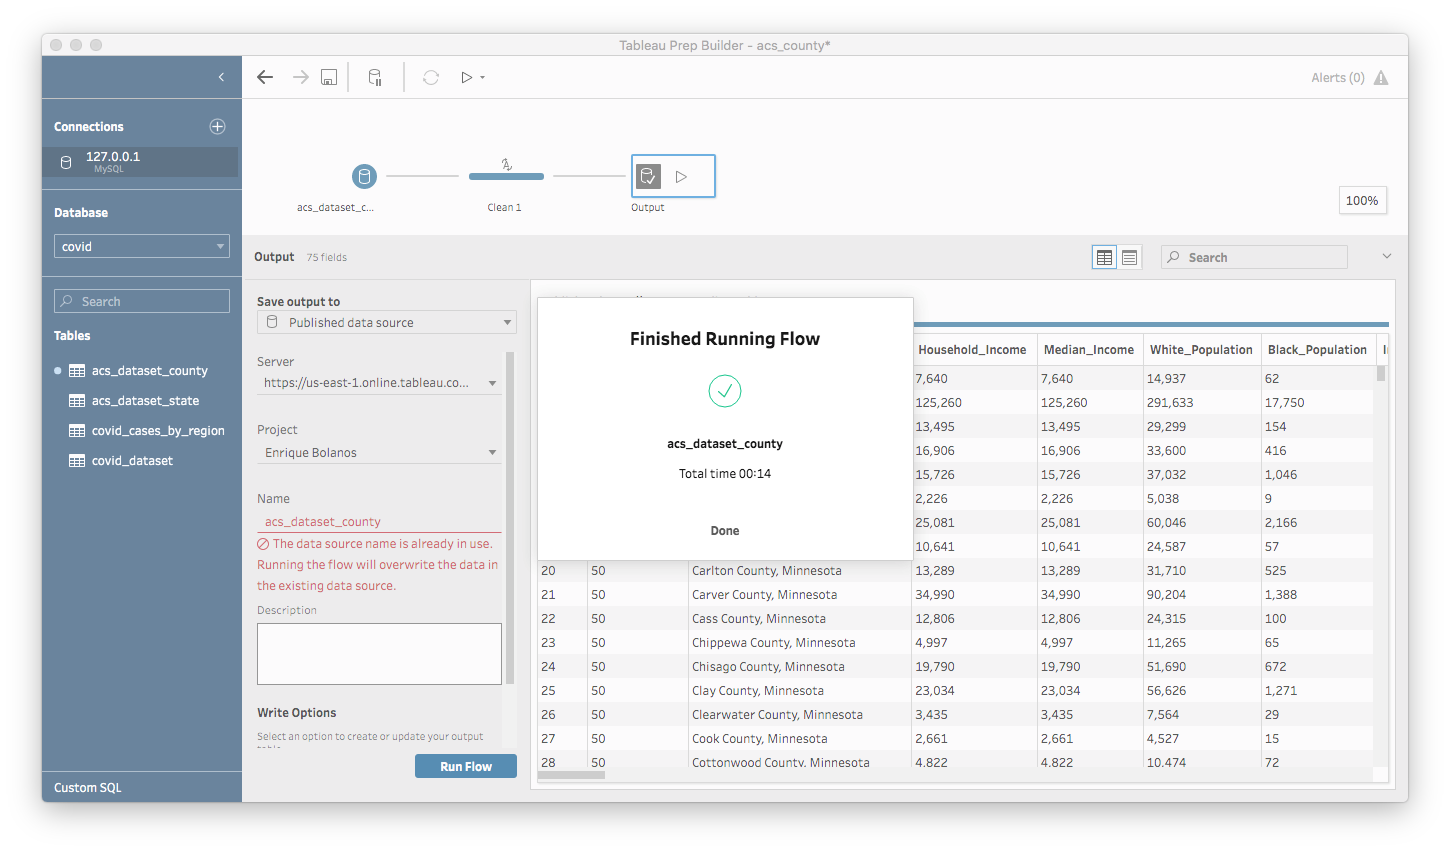 Tableau Prep Builder - acs_county*
Alerts (0)
Connections
127.0.0.1
MySQL
Database
covid
Search
Tables
acs_dataset_county
acs_dataset_state
covid_cases_by_region
covid_dataset
Custom SQL
acs_dataset_c...
Clean 1
Output
100%
Output 75 fields
Search
Save output to
Published data source
Server
https://us-east-1.online.tableau.co...
Project
Enrique Bolanos
Name
acs_dataset_county
The data source name is already in use.
Running the flow will overwrite the data in
the existing data source.
Description
Write Options
Select an option to create or update your output
Run Flow
Finished Running Flow
acs_dataset_county
Total time 00:14
Done
Household_Income Median_Income White_Population Black_Population
7,640 7,640 14,937 62
125,260 125,260 291,633 17,750
13,495 13,495 29,299 154
16,906 16,906 33,600 416
15,726 15,726 37,032 1,046
2,226 2,226 5,038 9
25,081 25,081 60,046 2,166
10,641 10,641 24,587 57
20 50 Carlton County, Minnesota 13,289 13,289 31,710 525
21 50 Carver County, Minnesota 34,990 34,990 90,204 1,388
22 50 Cass County, Minnesota 12,806 12,806 24,315 100
23 50 Chippewa County, Minnesota 4,997 4,997 11,265 65
24 50 Chisago County, Minnesota 19,790 19,790 51,690 672
25 50 Clay County, Minnesota 23,034 23,034 56,626 1,271
26 50 Clearwater County, Minnesota 3,435 3,435 7,564 29
27 50 Cook County, Minnesota 2,661 2,661 4,527 15
28 50 Cottonwood County, Minnesota 4,822 4,822 10,474 72